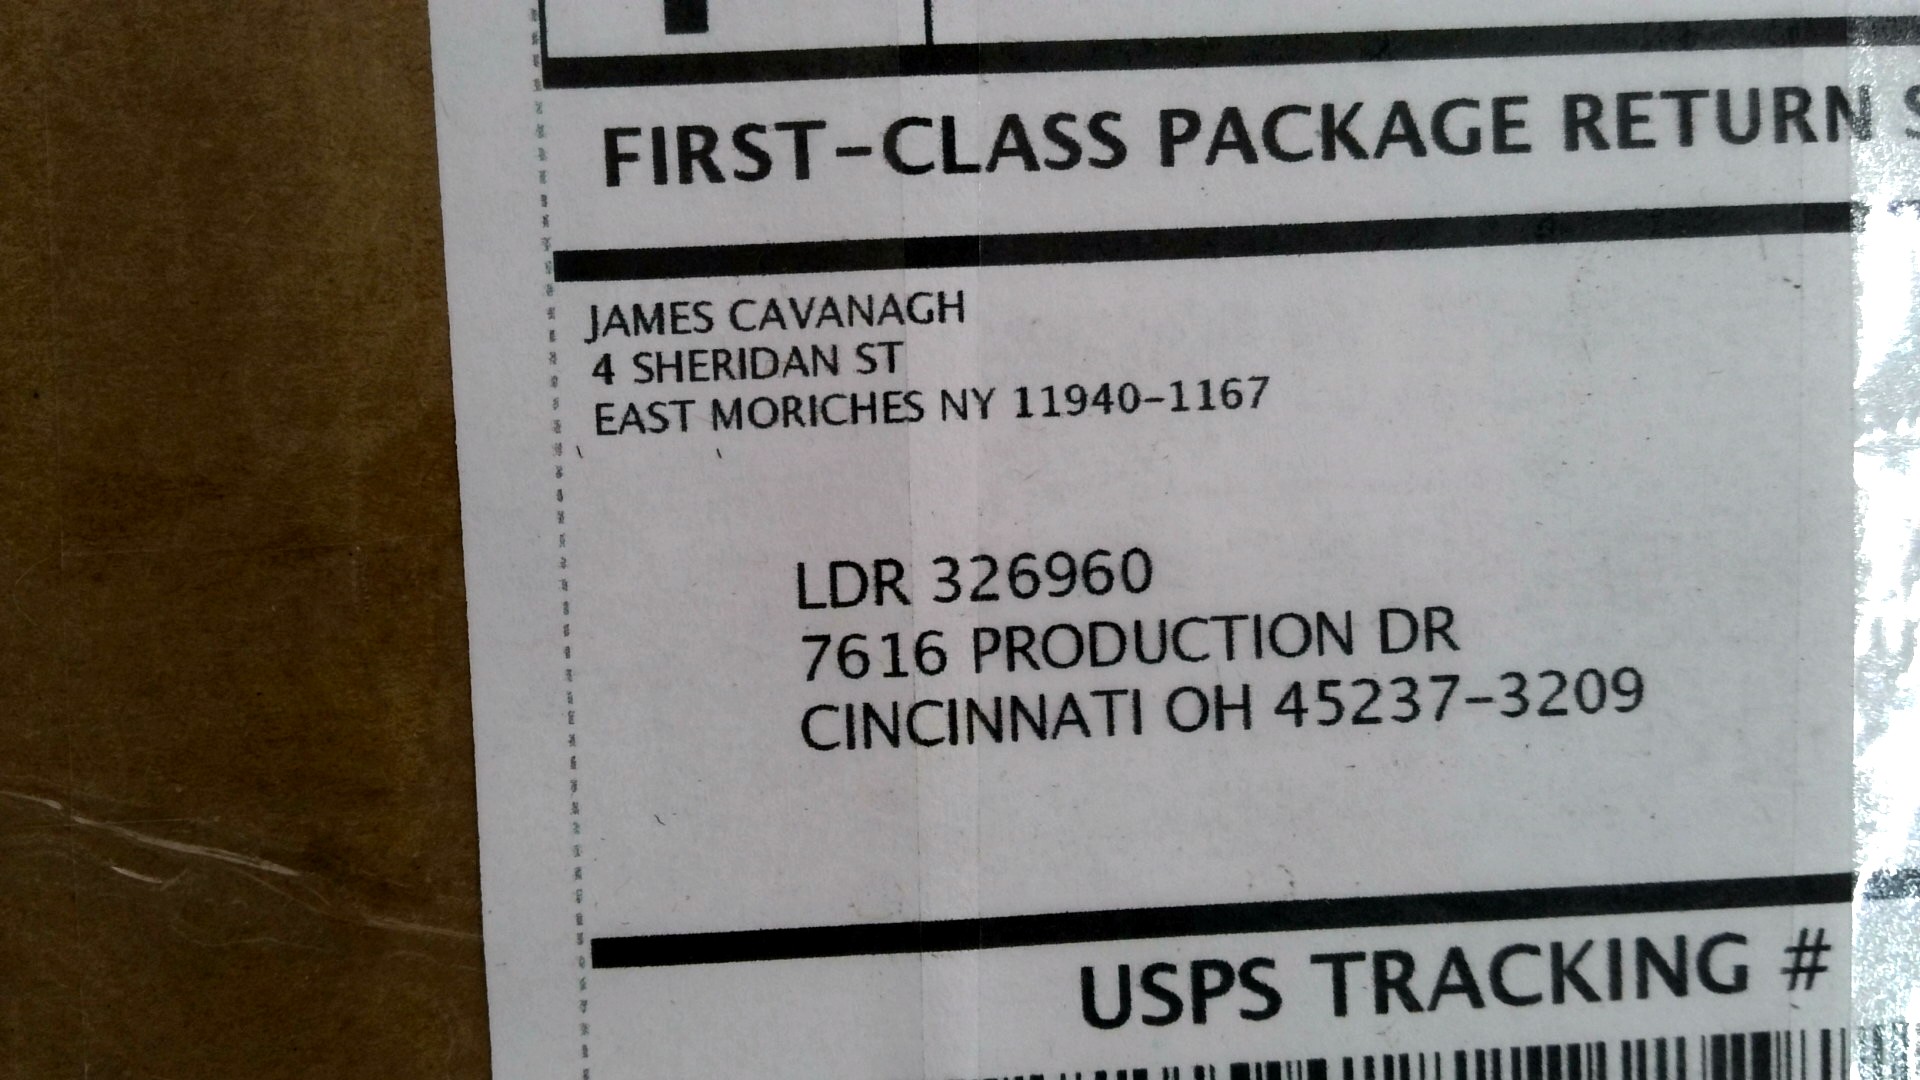 FIRST-CLASS PACKAGE RETURN
JAMES CAVANAGH
4 SHERIDAN ST
EAST MORICHES NY 11940-1167
LDR 326960
7616 PRODUCTION DR
CINCINNATI OH 45237-3209
USPS TRACKING #